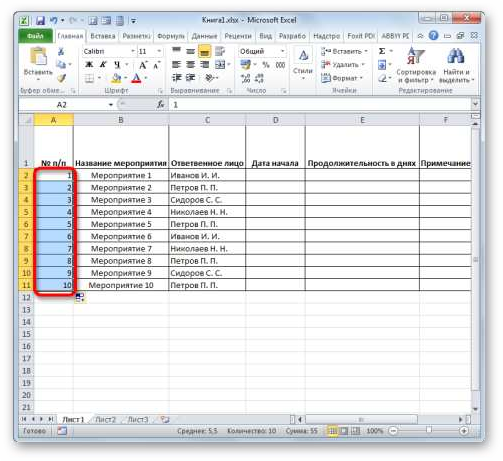 Книга1.xlsx - Microsoft Excel
Файл Главная Вставка Разметка Формуль Данные Рецензи Вид Разрабо Надстро Foxit PDI ABBYY PD
Вставить
Calibri 11
Ж К Ч
Общий
% 000
Стили
Вставить
Удалить
Формат
Сортировка и фильтр
Найти и выделить
Буфер обме... Шрифт Выравнивание Число Ячейки Редактирование
A2 fx 1
A B C D E F
1 № п/п Название мероприятия Ответственное лицо Дата начала Продолжительность в днях Примечание
2 1 Мероприятие 1 Иванов И. И.
3 2 Мероприятие 2 Петров П. П.
4 3 Мероприятие 3 Сидоров С. С.
5 4 Мероприятие 4 Николаев Н. Н.
6 5 Мероприятие 5 Петров П. П.
7 6 Мероприятие 6 Иванов И. И.
8 7 Мероприятие 7 Николаев Н. Н.
9 8 Мероприятие 8 Петров П. П.
10 9 Мероприятие 9 Сидоров С. С.
11 10 Мероприятие 10 Петров П. П.
12
13
14
15
16
17
18
19
20
21
Лист1 Лист2 Лист3
Готово Среднее: 5,5 Количество: 10 Сумма: 55 100%